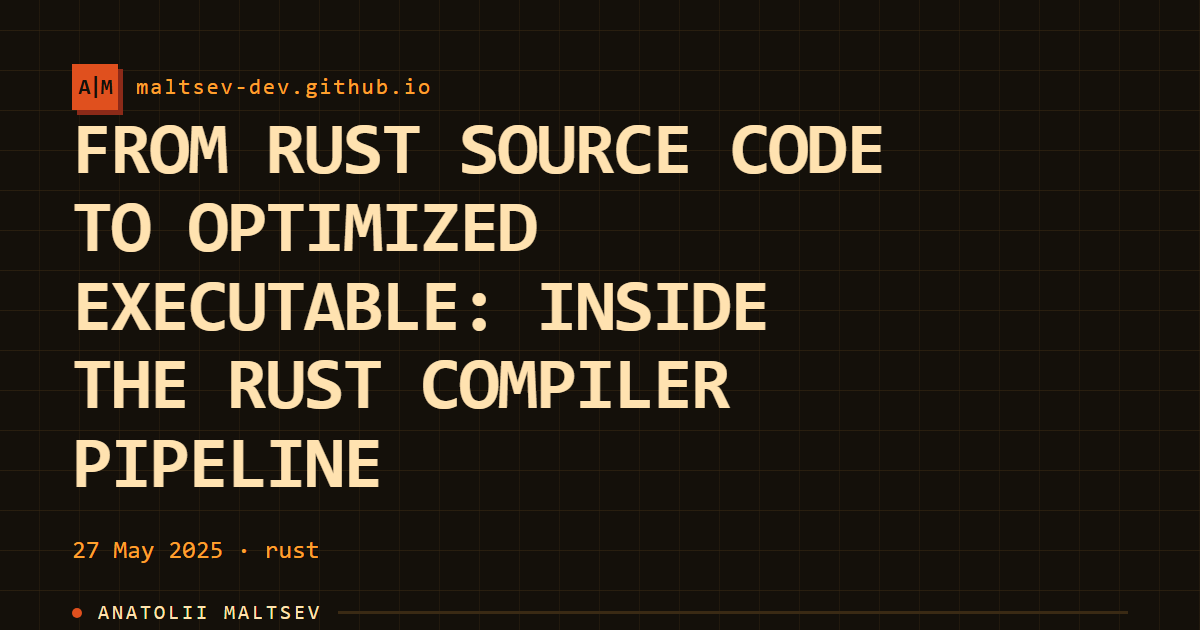 A|M maltsev-dev.github.io
FROM RUST SOURCE CODE
TO OPTIMIZED
EXECUTABLE: INSIDE
THE RUST COMPILER
PIPELINE
27 May 2025 · rust
ANATOLII MALTSEV